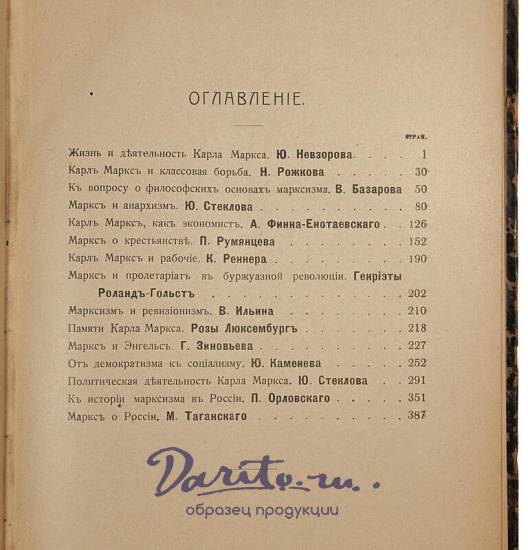 ОГЛАВЛЕНІЕ.
СТРАН.
Жизнь и дѣятельность Карла Маркса. Ю. Невзорова. . . . 1
Карлъ Марксъ и классовая борьба. Н. Рожкова . . . . . 30
Къ вопросу о философскихъ основахъ марксизма. В. Базарова 50
Марксъ и анархизмъ. Ю. Стеклова . . . . . . . . . 80
Карлъ Марксъ, какъ экономистъ. А. Финна-Енотаевскаго . 126
Марксъ о крестьянствѣ. П. Румянцева . . . . . . . 152
Карлъ Марксъ и рабочіе. К. Реннера . . . . . . . 190
Марксъ и пролетаріатъ въ буржуазной революціи. Генріэты
Роландъ-Гольстъ . . . . . . . . . . . 202
Марксизмъ и ревизіонизмъ. В. Ильина . . . . . . . 210
Памяти Карла Маркса. Розы Люксембургъ . . . . . . 218
Марксъ и Энгельсъ. Г. Зиновьева . . . . . . . . 227
Отъ демократизма къ соціализму. Ю. Каменева . . . . 252
Политическая дѣятельность Карла Маркса. Ю. Стеклова . . 291
Къ исторіи марксизма въ Россіи. П. Орловскаго . . . . 351
Марксъ о Россіи. М. Таганскаго . . . . . . . . 387
Darito.ru.
образец продукции